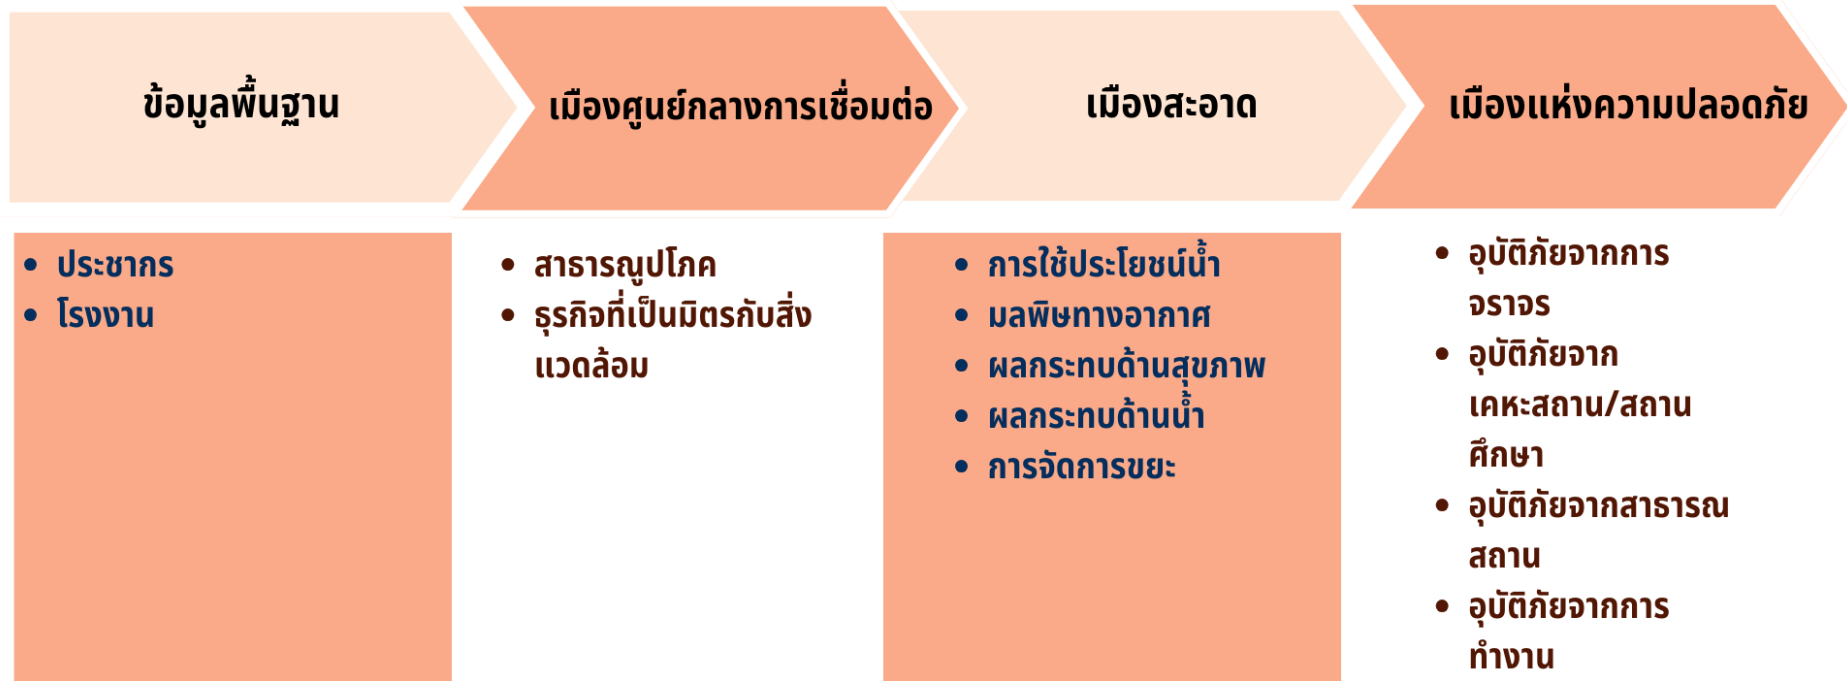 ข้อมูลพื้นฐาน
เมืองศูนย์กลางการเชื่อมต่อ
เมืองสะอาด
เมืองแห่งความปลอดภัย
• ประชากร
• โรงงาน
• สาธารณูปโภค
• ธุรกิจที่เป็นมิตรกับสิ่ง
แวดล้อม
• การใช้ประโยชน์น้ำ
• มลพิษทางอากาศ
• ผลกระทบด้านสุขภาพ
• ผลกระทบด้านน้ำ
• การจัดการขยะ
• อุบัติภัยจากการ
จราจร
• อุบัติภัยจาก
เคหะสถาน/สถาน
ศึกษา
• อุบัติภัยจากสาธารณ
สถาน
• อุบัติภัยจากการ
ทำงาน